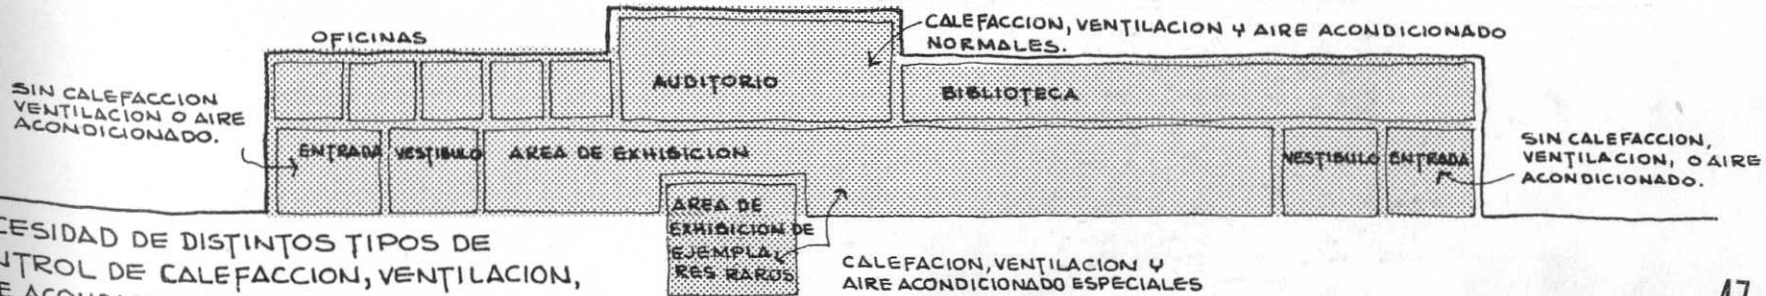 OFICINAS
CALEFACCION, VENTILACION Y AIRE ACONDICIONADO
NORMALES.
SIN CALEFACCION
VENTILACION O AIRE
ACONDICIONADO.
AUDITORIO
BIBLIOTECA
ENTRADA
VESTIBULO
AREA DE EXHIBICION
VESTIBULO
ENTRADA
SIN CALEFACCION,
VENTILACION, O AIRE
ACONDICIONADO.
AREA DE
EXHIBICION DE
EJEMPLA
RES RAROS
CALEFACION, VENTILACION Y
AIRE ACONDICIONADO ESPECIALES
CESIDAD DE DISTINTOS TIPOS DE
NTROL DE CALEFACCION, VENTILACION,
47